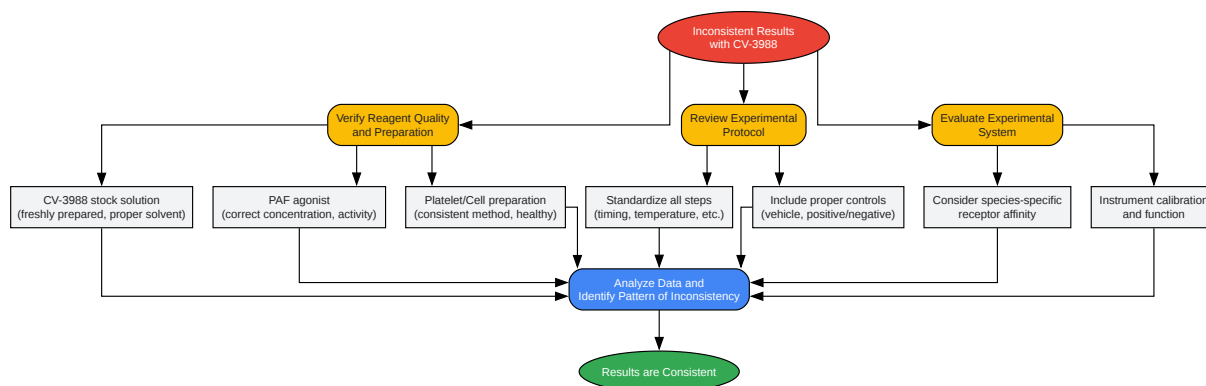 Inconsistent Results
with CV-3988
Verify Reagent Quality
and Preparation
Review Experimental
Protocol
Evaluate Experimental
System
CV-3988 stock solution
(freshly prepared, proper solvent)
PAF agonist
(correct concentration, activity)
Platelet/Cell preparation
(consistent method, healthy)
Standardize all steps
(timing, temperature, etc.)
Include proper controls
(vehicle, positive/negative)
Consider species-specific
receptor affinity
Instrument calibration
and function
Analyze Data and
Identify Pattern of Inconsistency
Results are Consistent